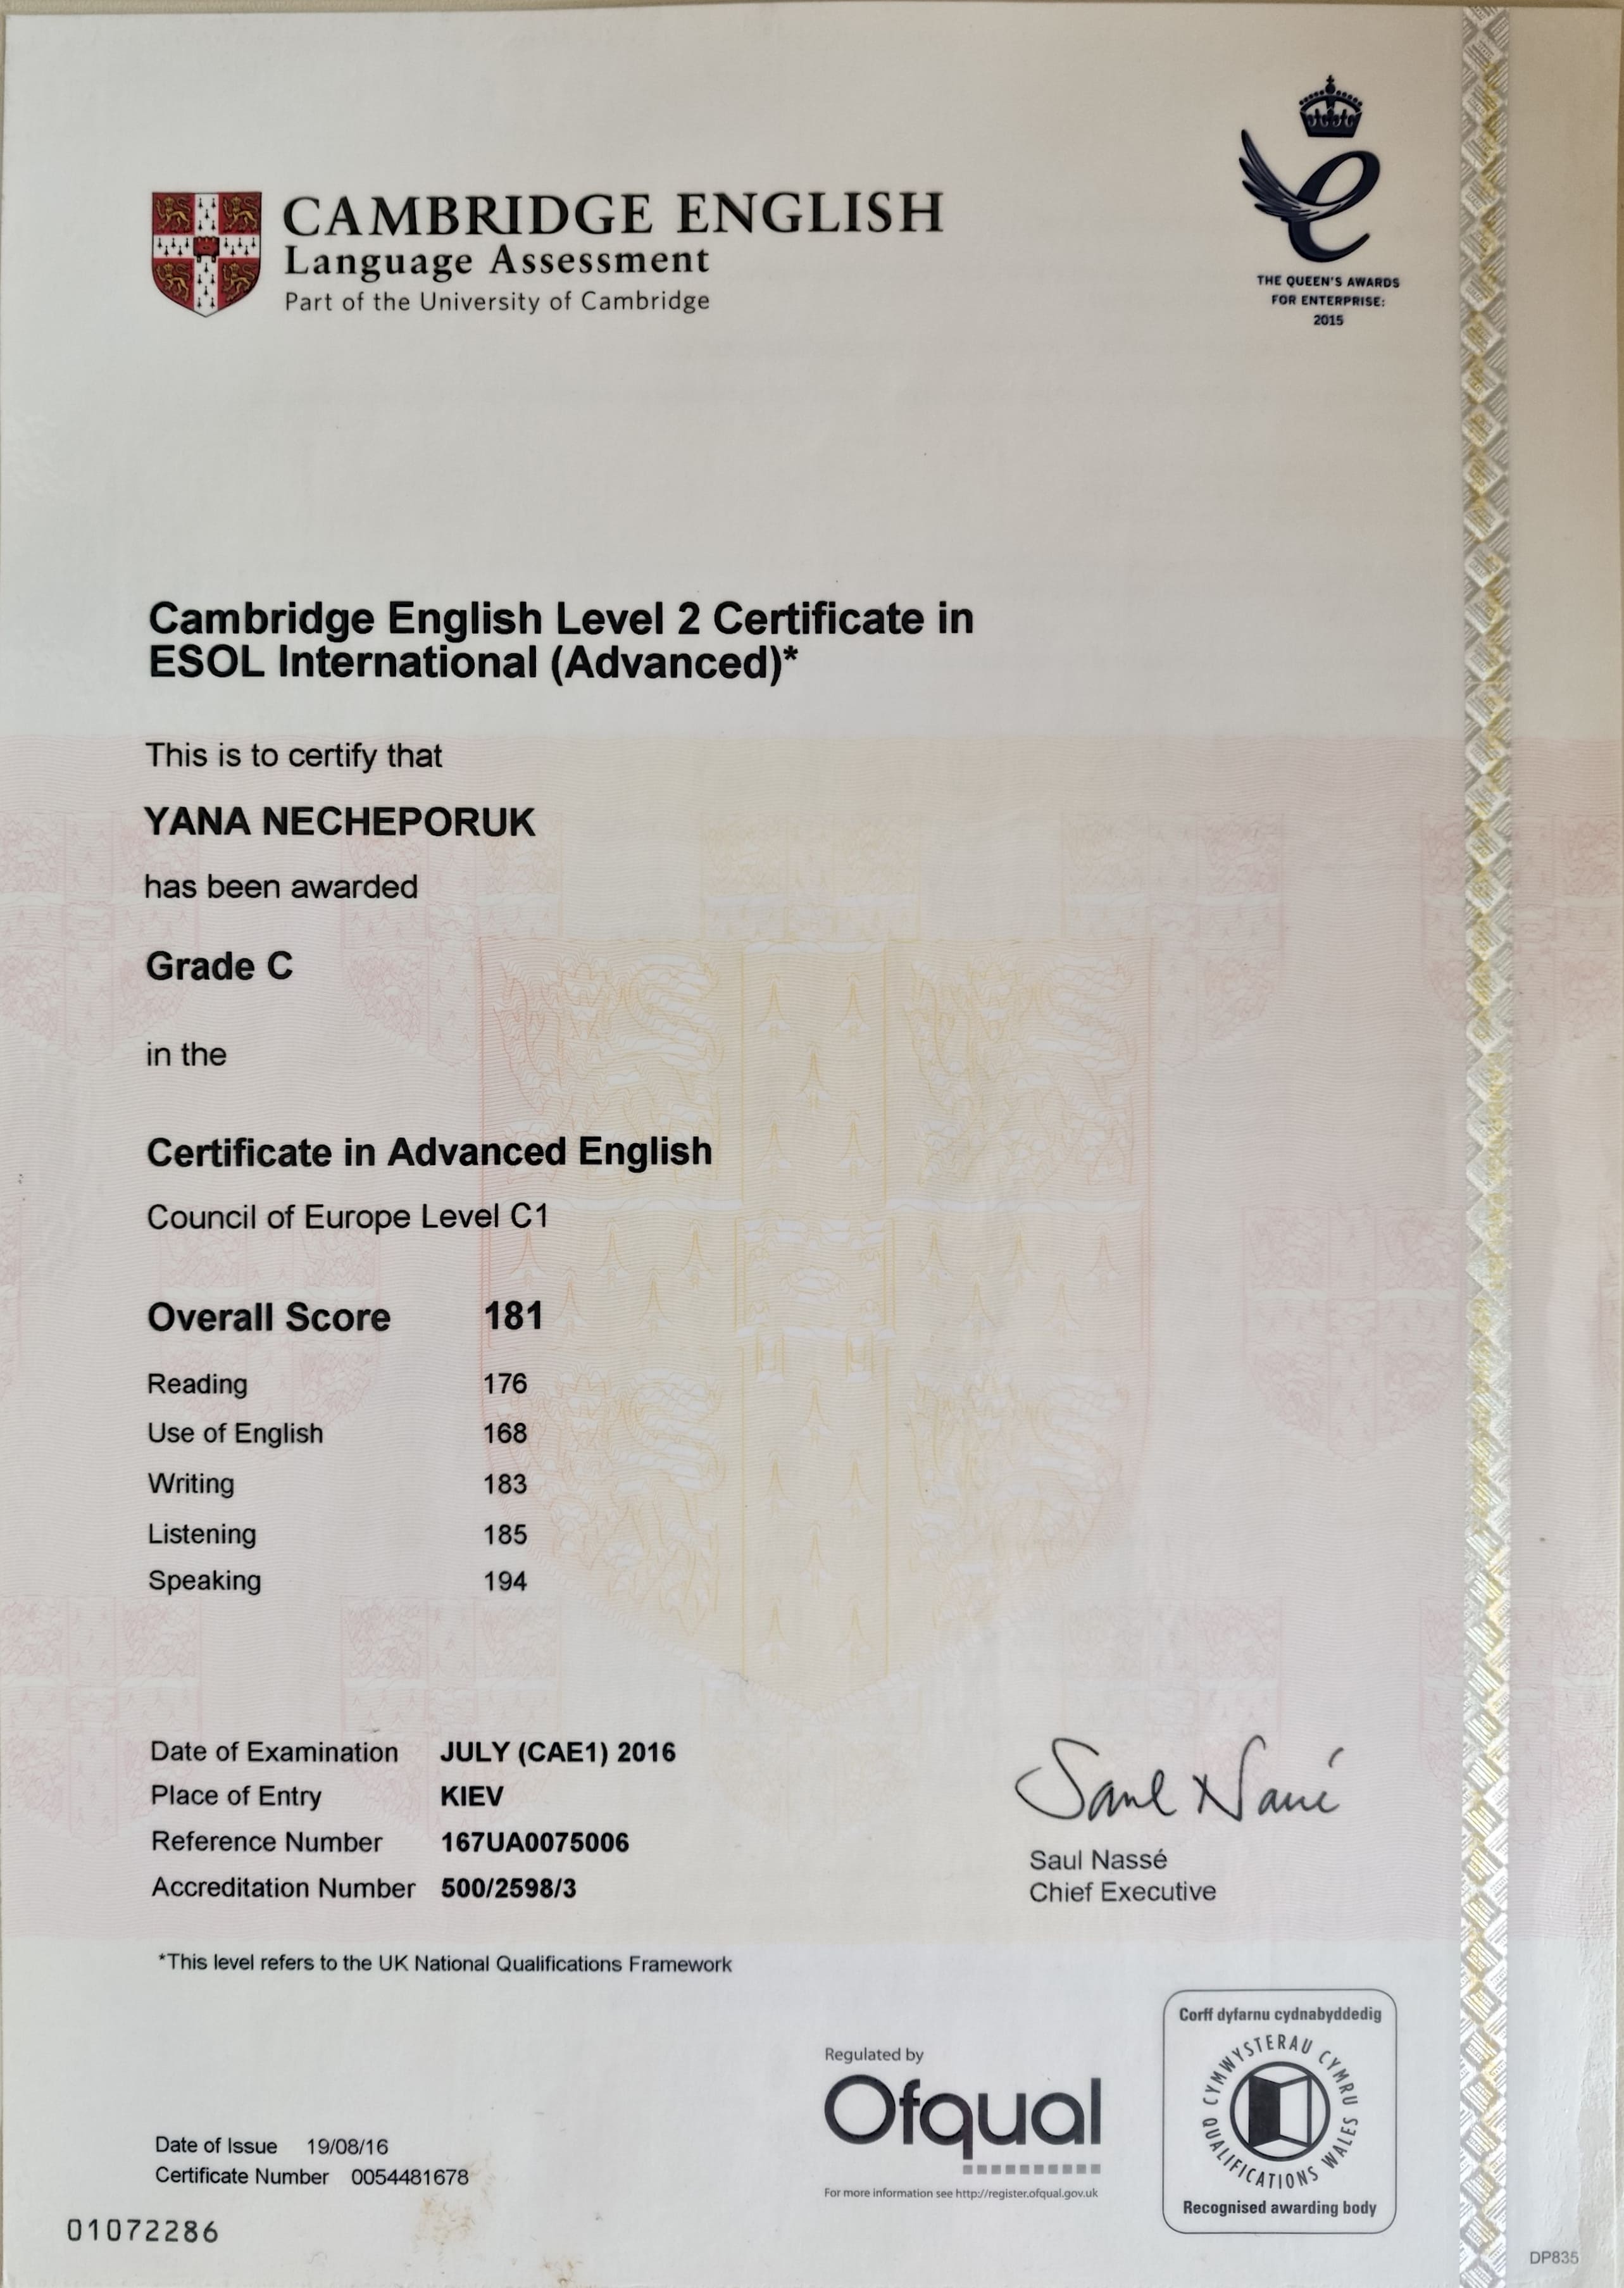 CAMBRIDGE ENGLISH
Language Assessment
Part of the University of Cambridge
THE QUEEN'S AWARDS
FOR ENTERPRISE:
2015
Cambridge English Level 2 Certificate in
ESOL International (Advanced)*
This is to certify that
YANA NECHEPORUK
has been awarded
Grade C
in the
Certificate in Advanced English
Council of Europe Level C1
Overall Score 181
Reading 176
Use of English 168
Writing 183
Listening 185
Speaking 194
Date of Examination JULY (CAE1) 2016
Place of Entry KIEV
Reference Number 167UA0075006
Accreditation Number 500/2598/3
Saul Nassé
Saul Nassé
Chief Executive
*This level refers to the UK National Qualifications Framework
Regulated by
Ofqual
For more information see http://register.ofqual.gov.uk
Corff dyfarnu cydnabyddedig
CYMWYSTERAU CYMRU
QUALIFICATIONS WALES
Recognised awarding body
Date of Issue 19/08/16
Certificate Number 0054481678
01072286
DP835